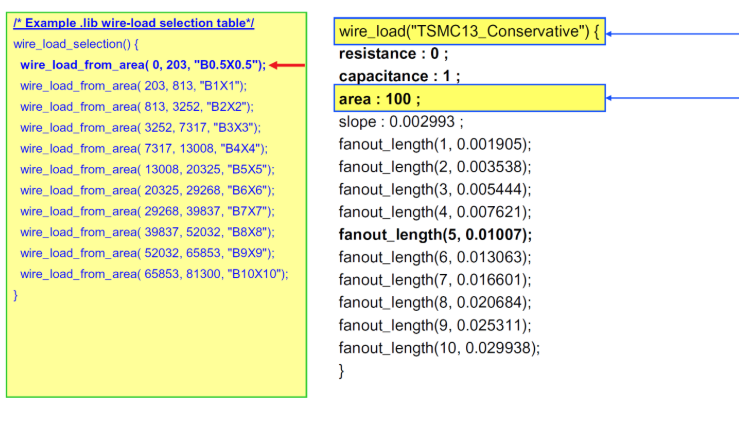 /* Example .lib wire-load selection table*/
wire_load_selection() {
wire_load_from_area( 0, 203, "B0.5X0.5");
wire_load_from_area( 203, 813, "B1X1");
wire_load_from_area( 813, 3252, "B2X2");
wire_load_from_area( 3252, 7317, "B3X3");
wire_load_from_area( 7317, 13008, "B4X4");
wire_load_from_area( 13008, 20325, "B5X5");
wire_load_from_area( 20325, 29268, "B6X6");
wire_load_from_area( 29268, 39837, "B7X7");
wire_load_from_area( 39837, 52032, "B8X8");
wire_load_from_area( 52032, 65853, "B9X9");
wire_load_from_area( 65853, 81300, "B10X10");
}
wire_load("TSMC13_Conservative") {
resistance : 0 ;
capacitance : 1 ;
area : 100 ;
slope : 0.002993 ;
fanout_length(1, 0.001905);
fanout_length(2, 0.003538);
fanout_length(3, 0.005444);
fanout_length(4, 0.007621);
fanout_length(5, 0.01007);
fanout_length(6, 0.013063);
fanout_length(7, 0.016601);
fanout_length(8, 0.020684);
fanout_length(9, 0.025311);
fanout_length(10, 0.029938);
}